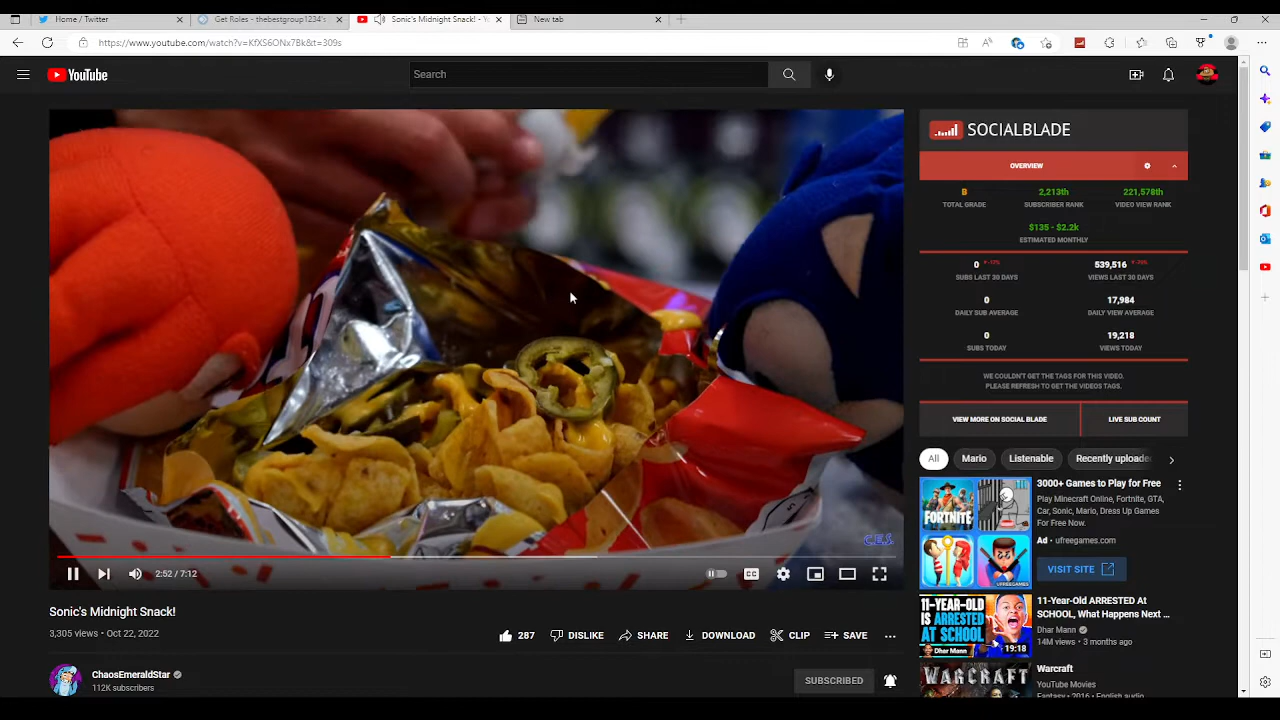 Home / Twitter
Get Roles - thebestgroup1234's
Sonic's Midnight Snack! - Yo
New tab
https://www.youtube.com/watch?v=KfXS6ONx7Bk&t=309s
YouTube
Search
C.E.S.
2:52 / 7:12
CC
Sonic's Midnight Snack!
3,305 views • Oct 22, 2022
287 DISLIKE SHARE DOWNLOAD CLIP SAVE
ChaosEmeraldStar
112K subscribers
SUBSCRIBED
SOCIALBLADE
OVERVIEW
B 2,213th 221,578th
TOTAL GRADE SUBSCRIBER RANK VIDEO VIEW RANK
$135 - $2.2k
ESTIMATED MONTHLY
0 539,516
SUBS LAST 30 DAYS VIEWS LAST 30 DAYS
0 17,984
DAILY SUB AVERAGE DAILY VIEW AVERAGE
0 19,218
SUBS TODAY VIEWS TODAY
WE COULDN'T GET THE TAGS FOR THIS VIDEO.
PLEASE REFRESH TO GET THE VIDEOS TAGS.
VIEW MORE ON SOCIAL BLADE LIVE SUB COUNT
All Mario Listenable Recently uploade
FORTNITE
3000+ Games to Play for Free
Play Minecraft Online, Fortnite, GTA,
Car, Sonic, Mario, Dress Up Games
For Free Now.
Ad • ufreegames.com
VISIT SITE
11-YEAR-OLD
IS ARRESTED
AT SCHOOL
Dhar Mann
19:18
11-Year-Old ARRESTED At
SCHOOL, What Happens Next ...
Dhar Mann
14M views • 3 months ago
WARCRAFT
Warcraft
YouTube Movies
Fantasy • 2016 • English audio